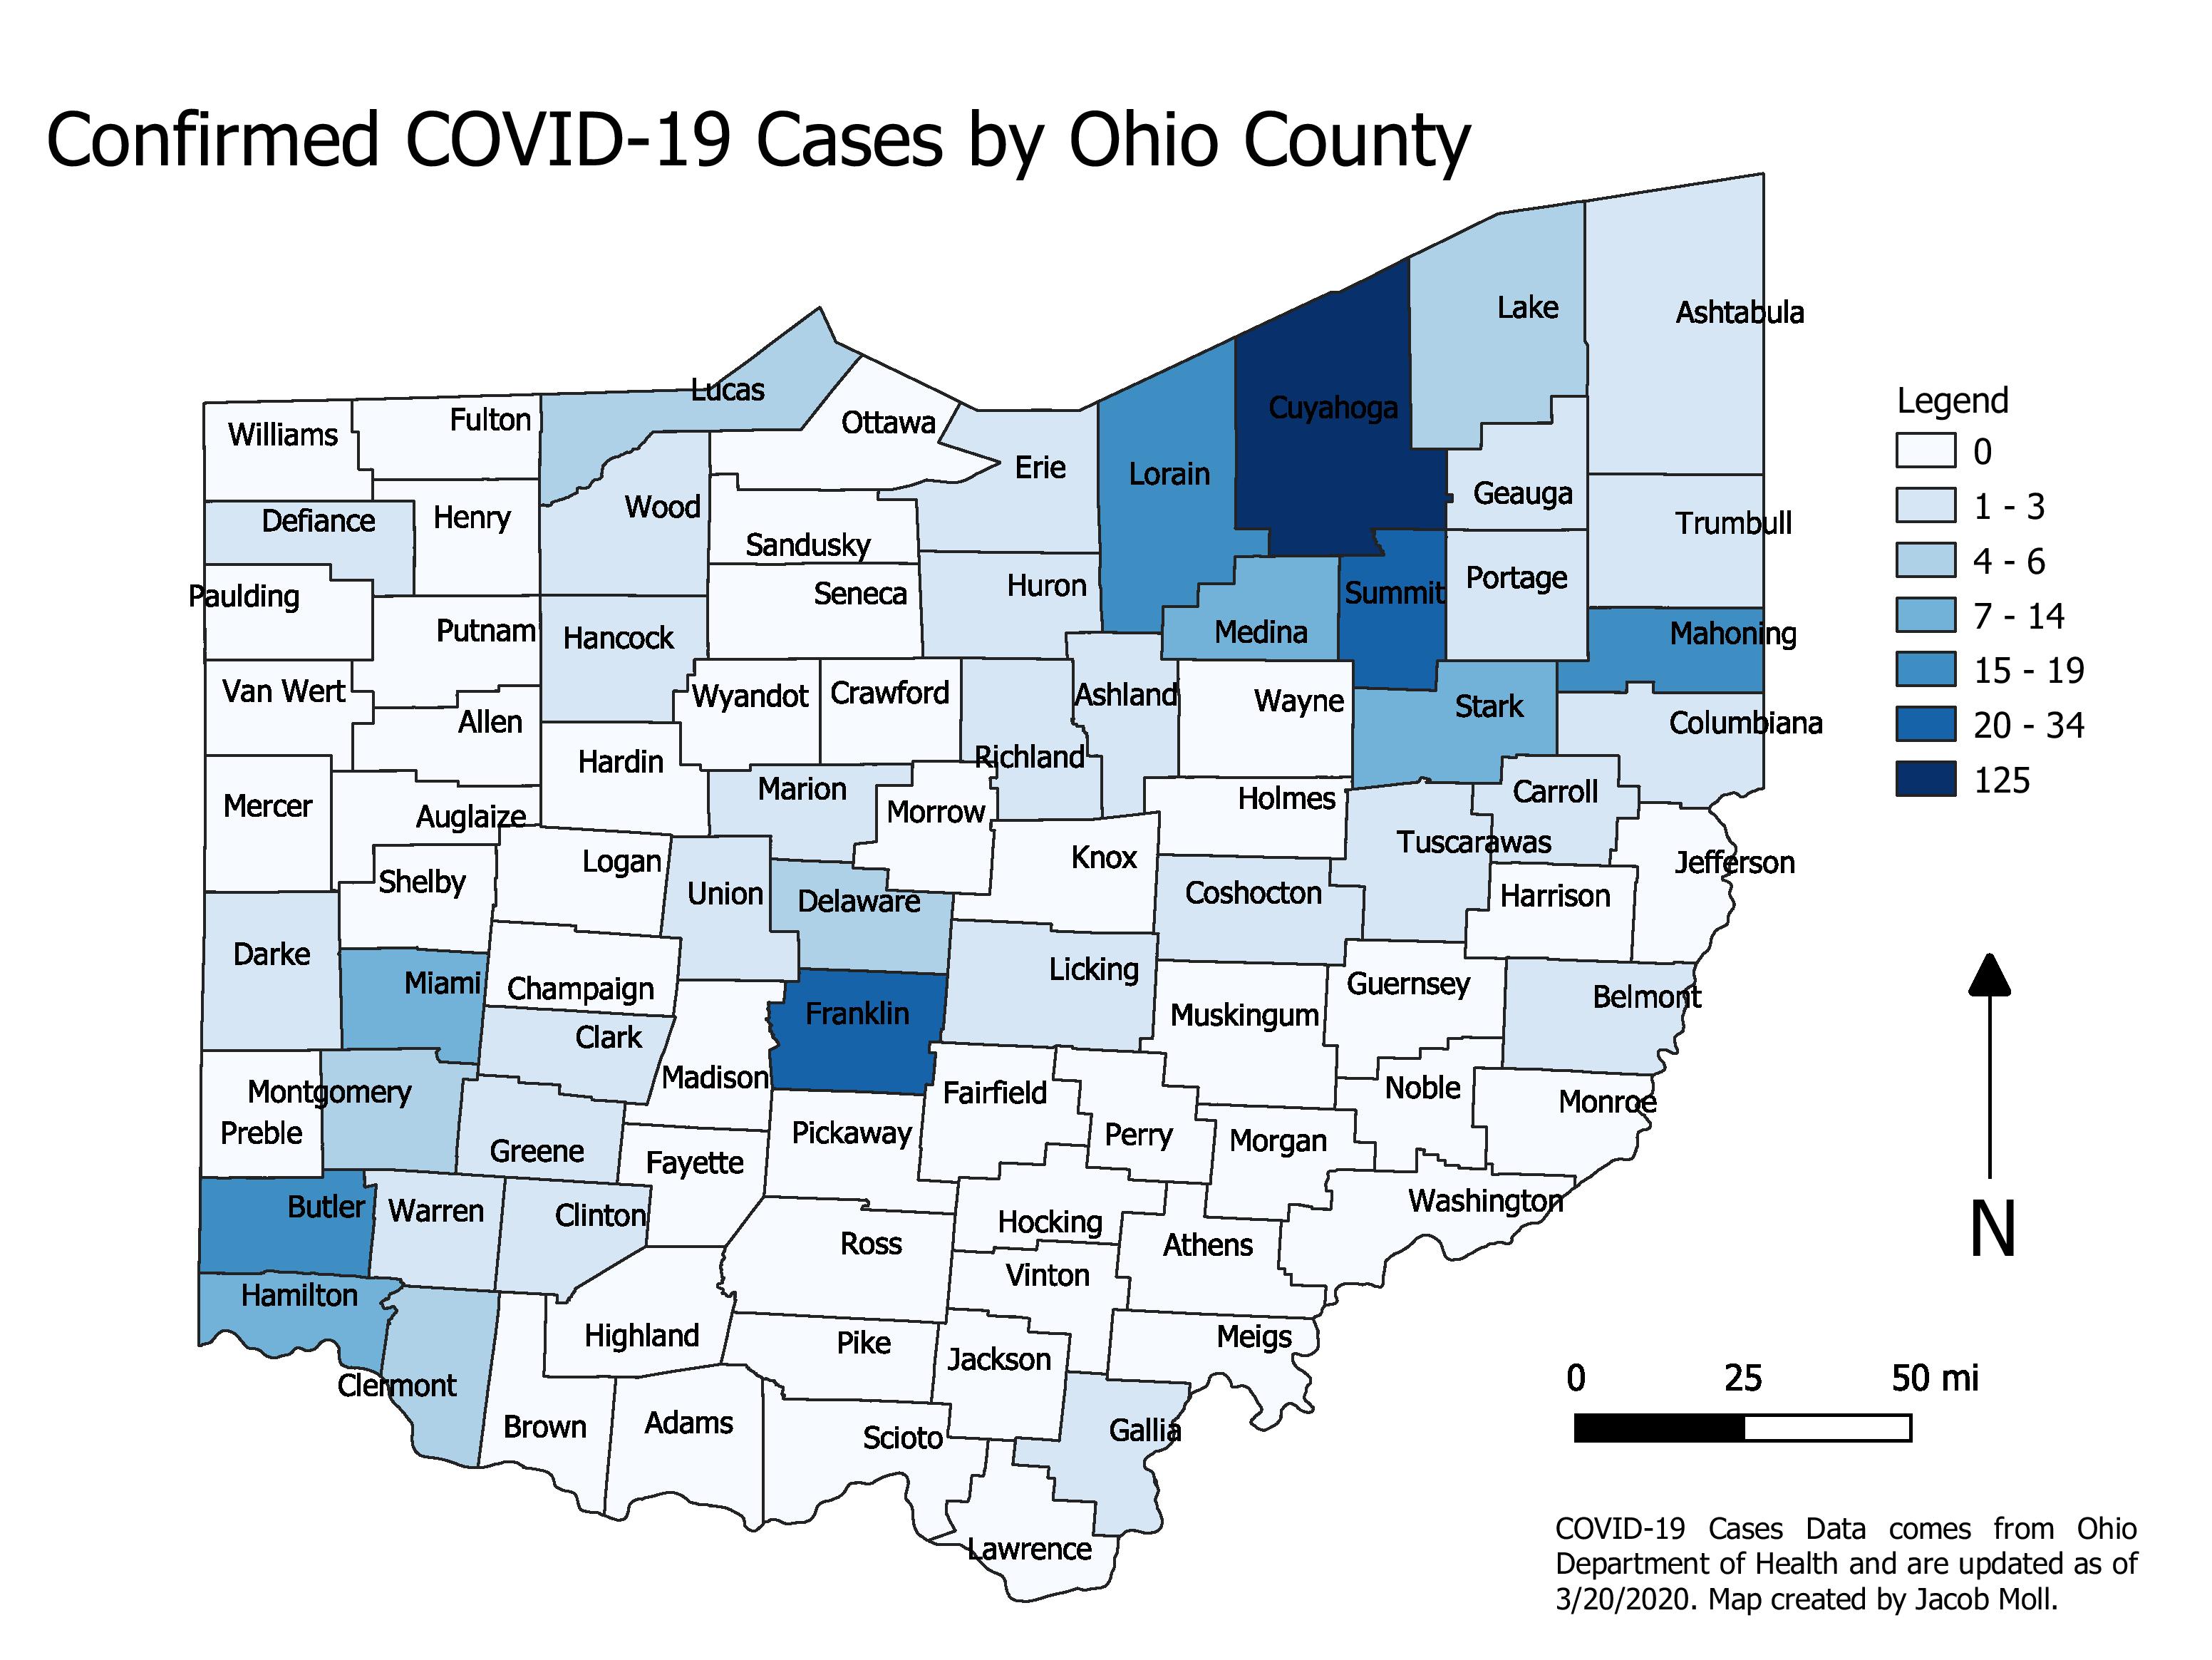 Confirmed COVID-19 Cases by Ohio County
Lake
Ashtabula
Lucas
Legend
Cuyahoga
Fulton
Ottawa
Williams
0
Erie
Lorain
Geauga
Wood
1 - 3
Henry
Defiance
Trumbull
Sandusky
4 - 6
Portage
Huron
Summit
Seneca
Paulding
7 - 14
Putnam
Medina
Mahoning
Hancock
15 - 19
Van Wert
Crawford
Ashland
Wyandot
Wayne
Stark
Allen
Columbiana
20 - 34
Richland
Hardin
125
Marion
Carroll
Holmes
Mercer
Morrow
Auglaize
Tuscarawas
Knox
Logan
Jefferson
Shelby
Union
Coshocton
Harrison
Delaware
Darke
Licking
Miami
Guernsey
Champaign
Belmont
Franklin
Muskingum
Clark
Madison
Noble
Montgomery
Fairfield
Monroe
Preble
Pickaway
Perry
Morgan
Greene
Fayette
Washington
Butler
Warren
Clinton
Hocking
N
Ross
Athens
Vinton
Hamilton
Highland
Meigs
Pike
Jackson
0 25 50 mi
Clermont
Adams
Brown
Gallia
Scioto
Lawrence
COVID-19 Cases Data comes from Ohio
Department of Health and are updated as of
3/20/2020. Map created by Jacob Moll.